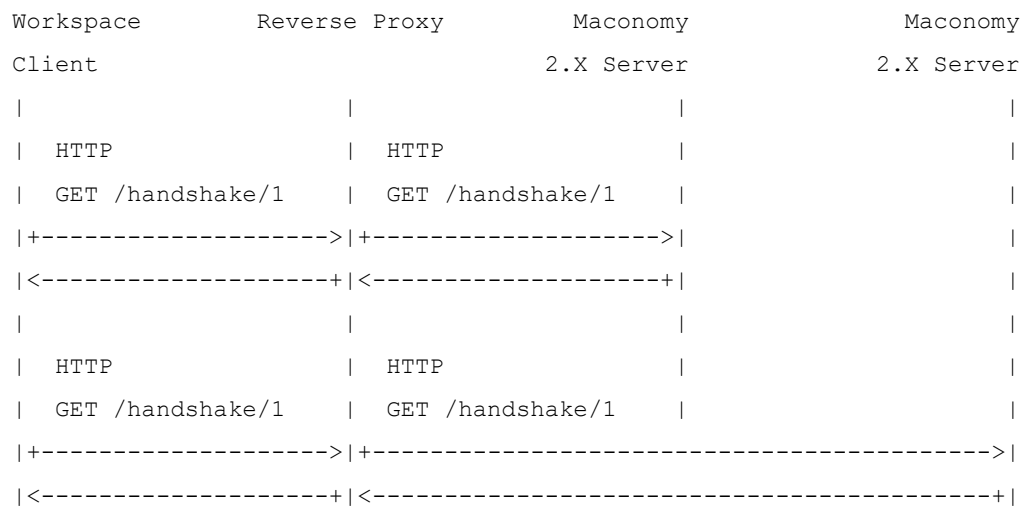 Workspace        Reverse Proxy         Maconomy               Maconomy
Client                               2.X Server            2.X Server
|                      |                      |                      |
|  HTTP                |  HTTP                |                      |
|  GET /handshake/1    |  GET /handshake/1    |                      |
|+-------------------->|+-------------------->|                      |
|<--------------------+|<--------------------+|                      |
|                      |                      |                      |
|  HTTP                |  HTTP                |                      |
|  GET /handshake/1    |  GET /handshake/1    |                      |
|+-------------------->|+------------------------------------------->|
|<--------------------+|<-------------------------------------------+|